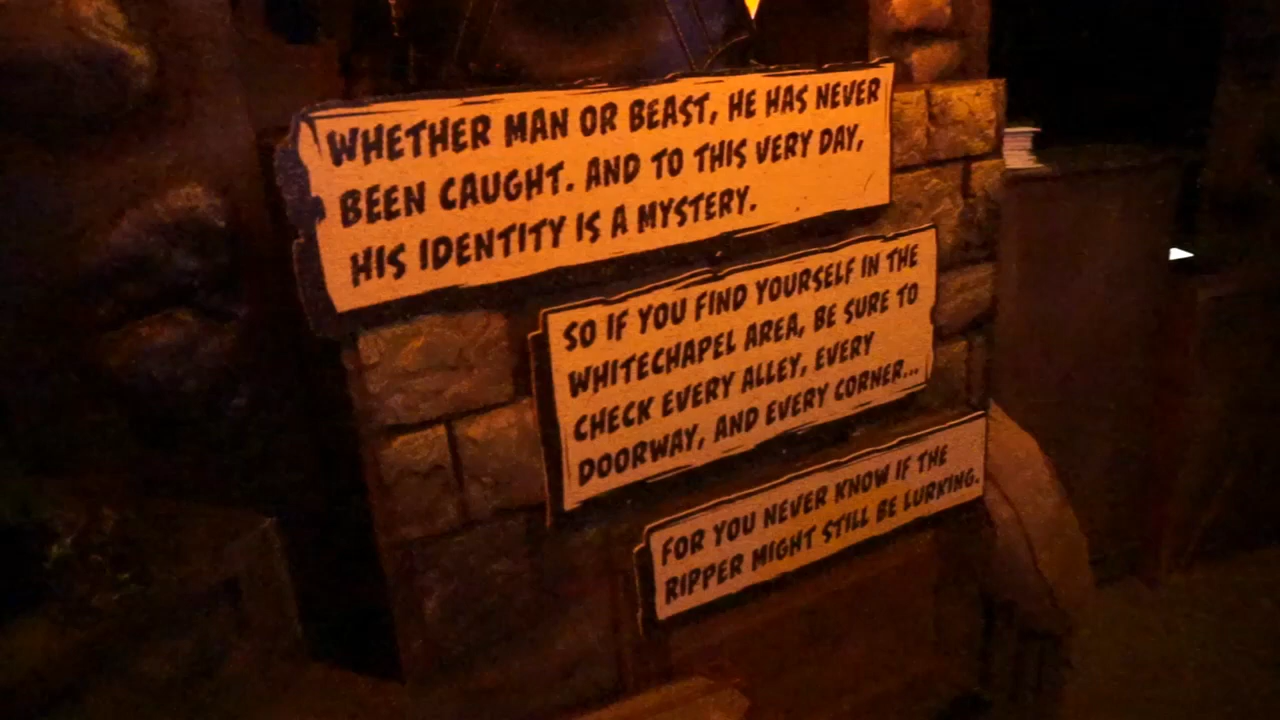 WHETHER MAN OR BEAST, HE HAS NEVER
BEEN CAUGHT. AND TO THIS VERY DAY,
HIS IDENTITY IS A MYSTERY.
SO IF YOU FIND YOURSELF IN THE
WHITECHAPEL AREA, BE SURE TO
CHECK EVERY ALLEY, EVERY
DOORWAY, AND EVERY CORNER...
FOR YOU NEVER KNOW IF THE
RIPPER MIGHT STILL BE LURKING.